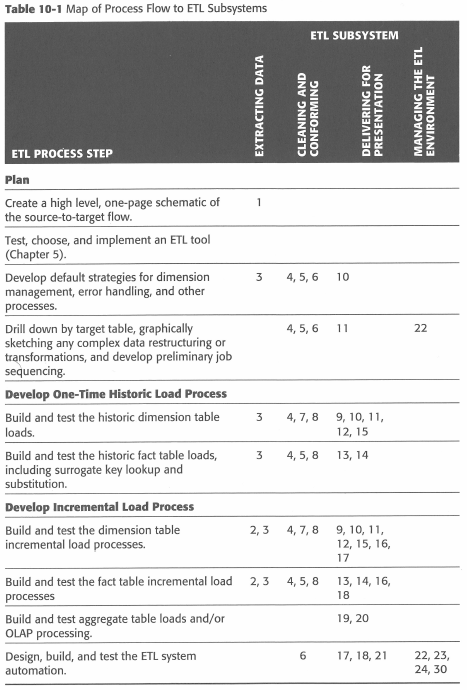 Table 10-1 Map of Process Flow to ETL Subsystems
ETL SUBSYSTEM
ETL PROCESS STEP
EXTRACTING DATA
CLEANING AND
CONFORMING
DELIVERING FOR
PRESENTATION
MANAGING THE ETL
ENVIRONMENT
Plan
Create a high level, one-page schematic of 1
the source-to-target flow.
Test, choose, and implement an ETL tool
(Chapter 5).
Develop default strategies for dimension 3 4, 5, 6 10
management, error handling, and other
processes.
Drill down by target table, graphically 4, 5, 6 11 22
sketching any complex data restructuring or
transformations, and develop preliminary job
sequencing.
Develop One-Time Historic Load Process
Build and test the historic dimension table 3 4, 7, 8 9, 10, 11,
loads. 12, 15
Build and test the historic fact table loads, 3 4, 5, 8 13, 14
including surrogate key lookup and
substitution.
Develop Incremental Load Process
Build and test the dimension table 2, 3 4, 7, 8 9, 10, 11,
incremental load processes. 12, 15, 16,
17
Build and test the fact table incremental load 2, 3 4, 5, 8 13, 14, 16,
processes 18
Build and test aggregate table loads and/or 19, 20
OLAP processing.
Design, build, and test the ETL system 6 17, 18, 21 22, 23,
automation. 24, 30